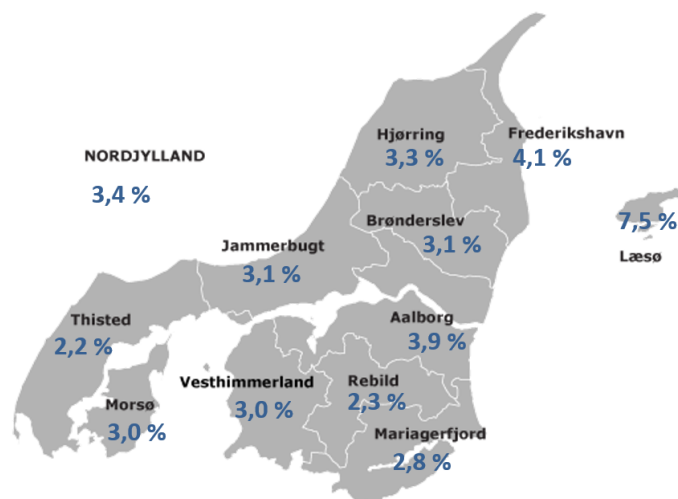 Hjørring
3,3 %
Frederikshavn
4,1 %
NORDJYLLAND
3,4 %
Brønderslev
3,1 %
7,5 %
Læsø
Jammerbugt
3,1 %
Thisted
2,2 %
Aalborg
3,9 %
Vesthimmerland
3,0 %
Rebild
2,3 %
Morsø
3,0 %
Mariagerfjord
2,8 %